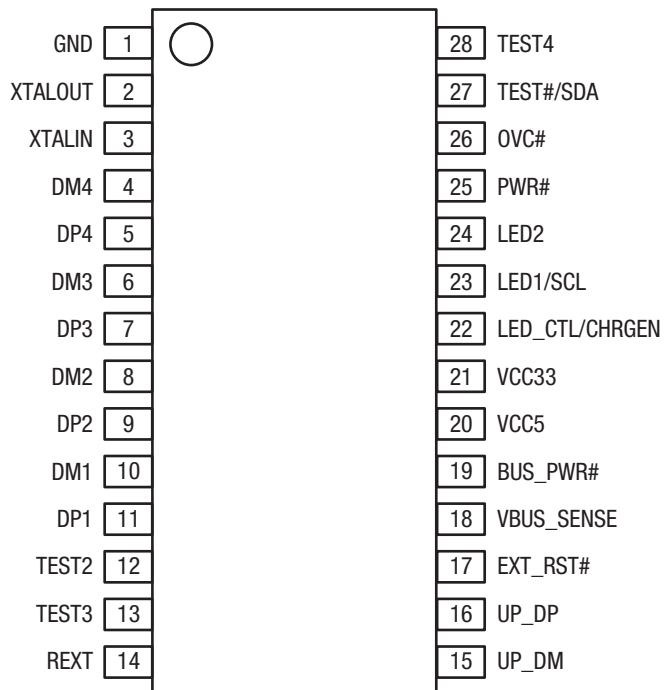 GND 1
XTALOUT 2
XTALIN 3
DM4 4
DP4 5
DM3 6
DP3 7
DM2 8
DP2 9
DM1 10
DP1 11
TEST2 12
TEST3 13
REXT 14
28 TEST4
27 TEST#/SDA
26 OVC#
25 PWR#
24 LED2
23 LED1/SCL
22 LED_CTL/CHRGEN
21 VCC33
20 VCC5
19 BUS_PWR#
18 VBUS_SENSE
17 EXT_RST#
16 UP_DP
15 UP_DM